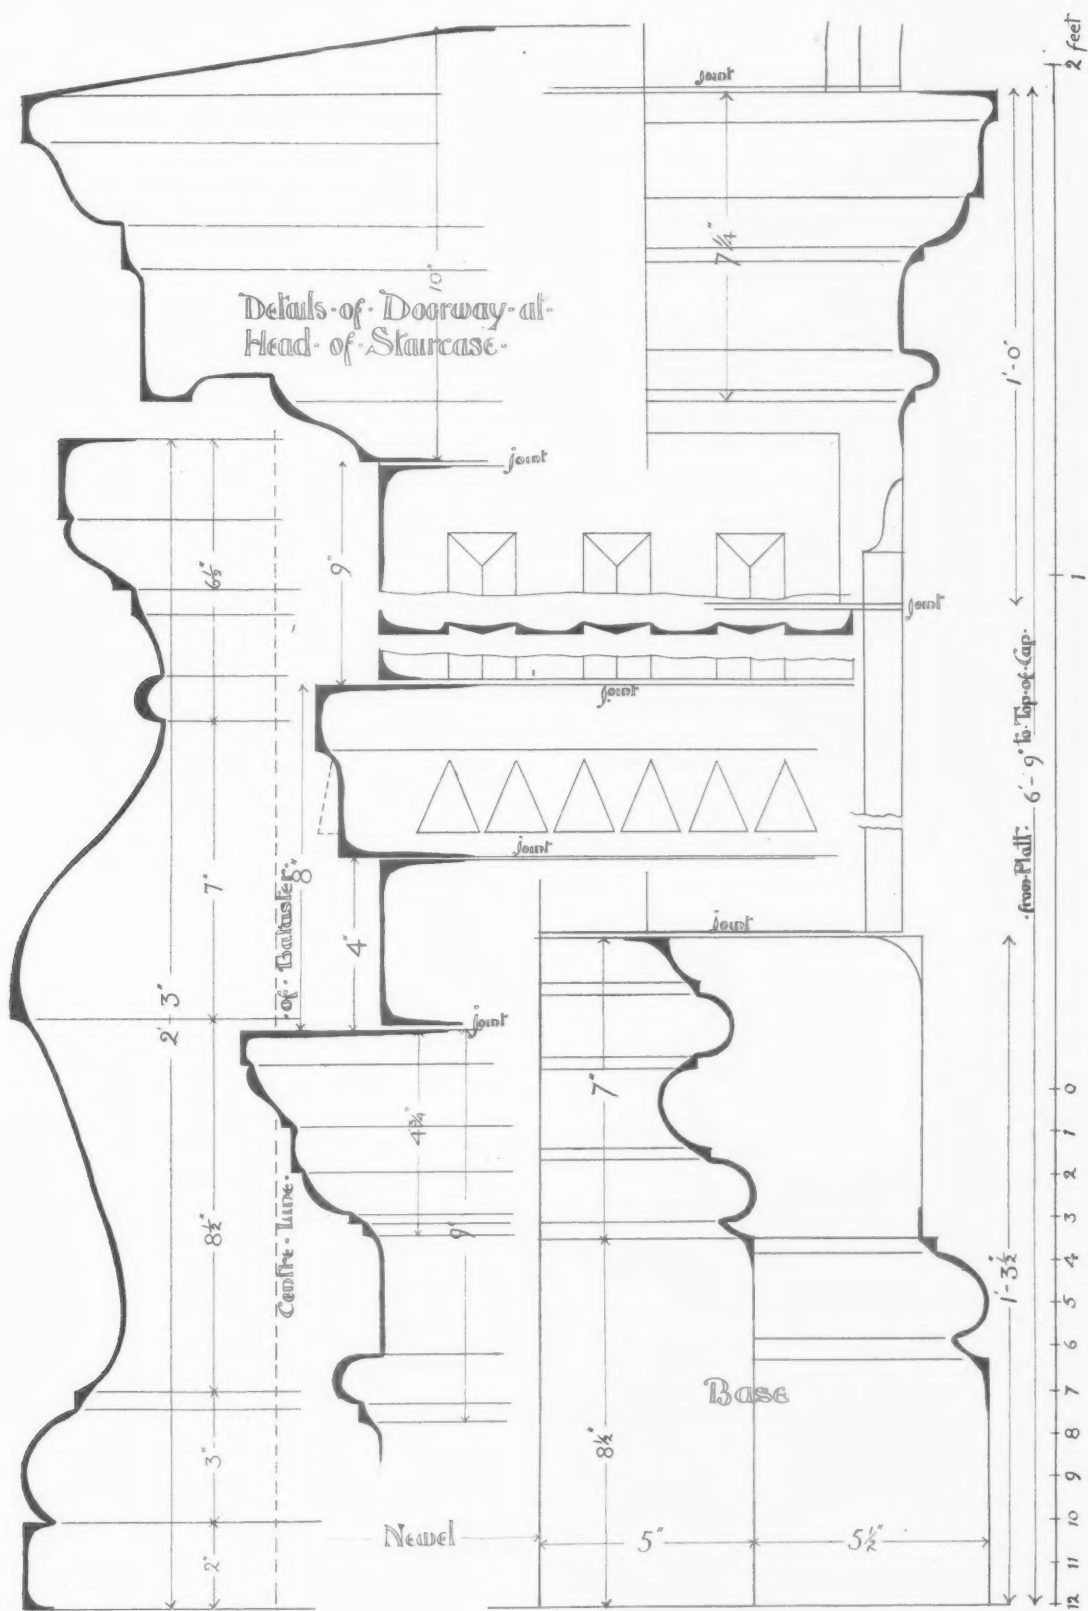 2 feet
joint
10"
7¼"
Details·of·Doorway·at·
Head·of·Staircase·
1'-0"
joint
6½"
9"
1
joint
joint
7"
8"
·from·Platt· 6'-9" to·Top·of·Cap·
joint
4"
joint
2' 3"
Centre·Line· ·of·Baluster·
joint
4¾"
7"
0
1
2
3
4
5
6
7
8
9
10
11
12
9"
8½"
1'-3½"
Base
3"
8½"
Newel
5"
5½"
2"